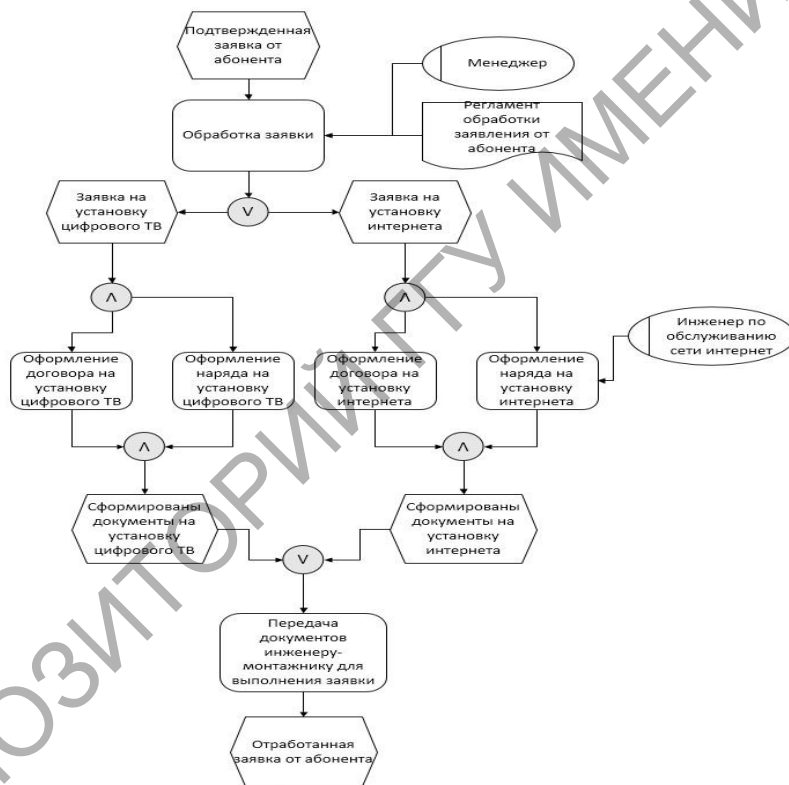 Подтвержденная
заявка от
абонента
Менеджер
Обработка заявки
Регламент
обработки
заявления от
абонента
Заявка на
установку
цифрового ТВ
V
Заявка на
установку
интернета
Λ
Λ
Инженер по
обслуживанию
сети интернет
Оформление
договора на
установку
цифрового ТВ
Оформление
наряда на
установку
цифрового ТВ
Оформление
договора на
установку
интернета
Оформление
наряда на
установку
интернета
Λ
Λ
Сформированы
документы на
установку
цифрового ТВ
Сформированы
документы на
установку
интернета
V
Передача
документов
инженеру-
монтажнику для
выполнения заявки
Отработанная
заявка от абонента
ПОЗИТОРИЙ ГГУ ИМЕНИ